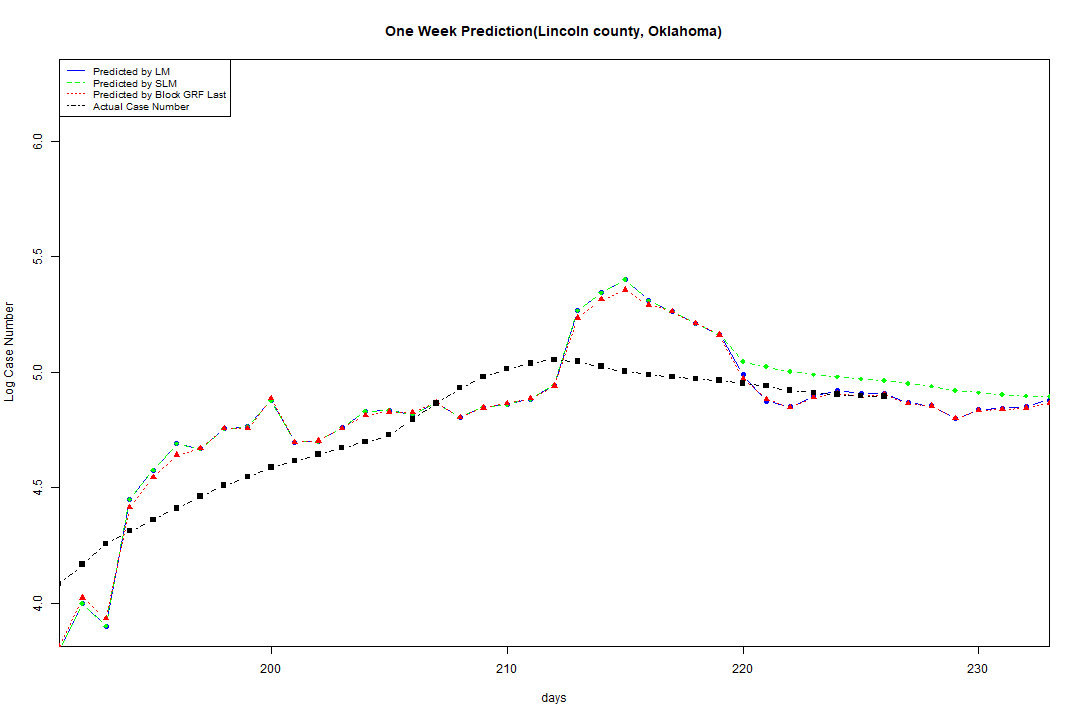 One Week Prediction(Lincoln county, Oklahoma)
Predicted by LM
Predicted by SLM
Predicted by Block GRF Last
Actual Case Number
6.0
5.5
5.0
4.5
4.0
Log Case Number
200 210 220 230
days